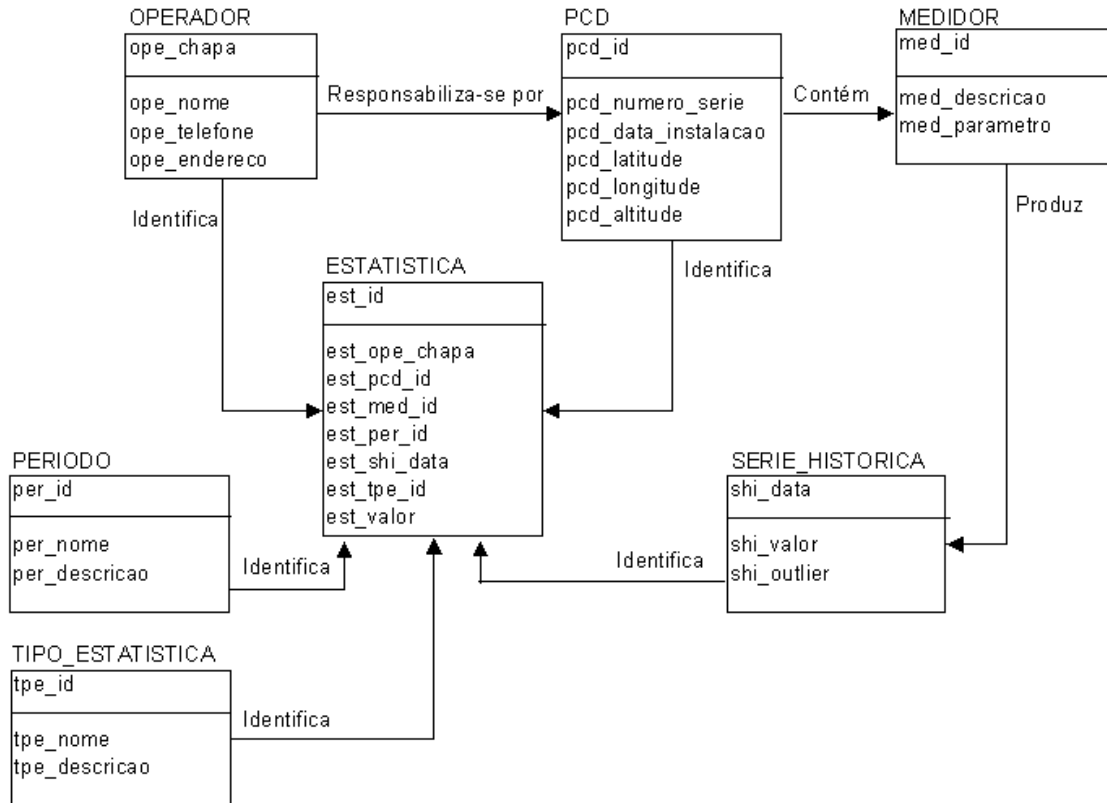 OPERADOR
ope_chapa
ope_nome
ope_telefone
ope_endereco
Responsabiliza-se por
PCD
pcd_id
pcd_numero_serie
pcd_data_instalacao
pcd_latitude
pcd_longitude
pcd_altitude
Contém
MEDIDOR
med_id
med_descricao
med_parametro
Identifica
Identifica
Produz
ESTATISTICA
est_id
est_ope_chapa
est_pcd_id
est_med_id
est_per_id
est_shi_data
est_tpe_id
est_valor
PERIODO
per_id
per_nome
per_descricao
Identifica
SERIE_HISTORICA
shi_data
shi_valor
shi_outlier
Identifica
TIPO_ESTATISTICA
tpe_id
tpe_nome
tpe_descricao
Identifica